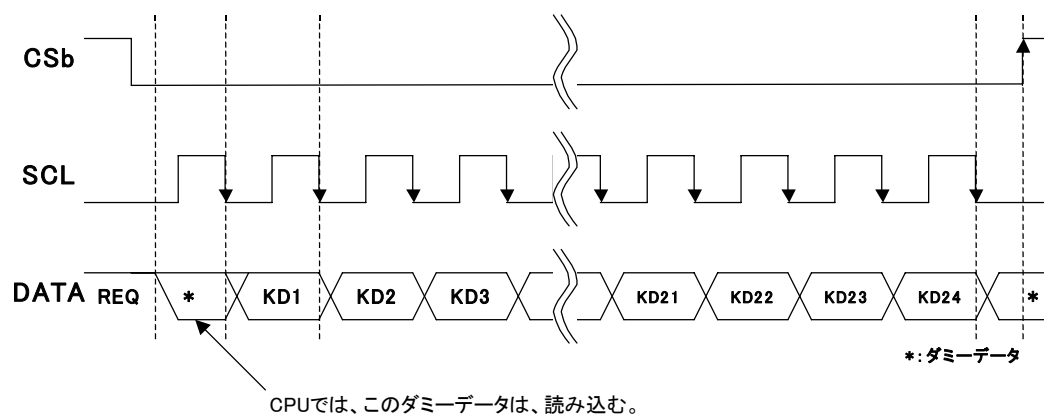 CSb
SCL
DATA REQ * KD1 KD2 KD3 KD21 KD22 KD23 KD24 *
*:ダミーデータ
CPUでは、このダミーデータは、読み込む。